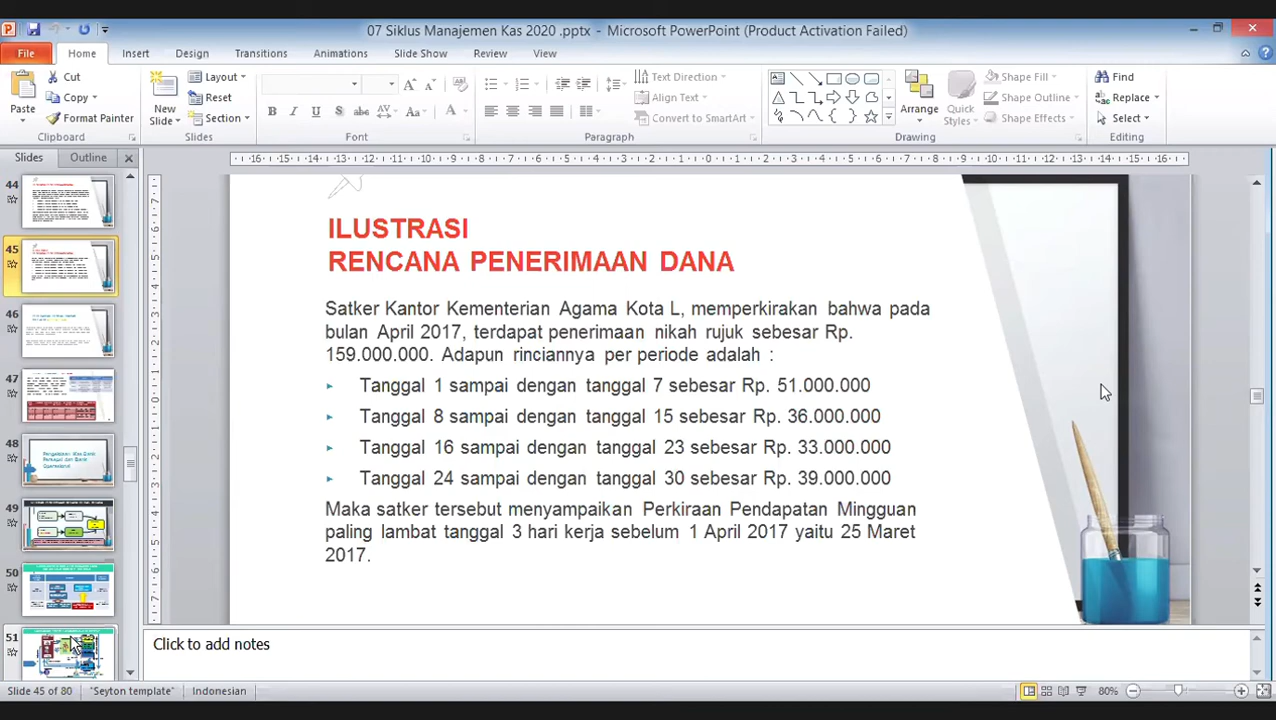 07 Siklus Manajemen Kas 2020 .pptx - Microsoft PowerPoint (Product Activation Failed)
File Home Insert Design Transitions Animations Slide Show Review View
Paste
Cut
Copy
Format Painter
Clipboard
New
Slide
Layout
Reset
Section
Slides
Font
Text Direction
Align Text
Convert to SmartArt
Paragraph
Arrange
Quick
Styles
Shape Fill
Shape Outline
Shape Effects
Drawing
Find
Replace
Select
Editing
Slides Outline
44
45
46
47
48
49
50
51
ILUSTRASI
RENCANA PENERIMAAN DANA
Satker Kantor Kementerian Agama Kota L, memperkirakan bahwa pada
bulan April 2017, terdapat penerimaan nikah rujuk sebesar Rp.
159.000.000. Adapun rinciannya per periode adalah :
Tanggal 1 sampai dengan tanggal 7 sebesar Rp. 51.000.000
Tanggal 8 sampai dengan tanggal 15 sebesar Rp. 36.000.000
Tanggal 16 sampai dengan tanggal 23 sebesar Rp. 33.000.000
Tanggal 24 sampai dengan tanggal 30 sebesar Rp. 39.000.000
Maka satker tersebut menyampaikan Perkiraan Pendapatan Mingguan
paling lambat tanggal 3 hari kerja sebelum 1 April 2017 yaitu 25 Maret
2017.
Click to add notes
Slide 45 of 80 "Seyton template" Indonesian 80%